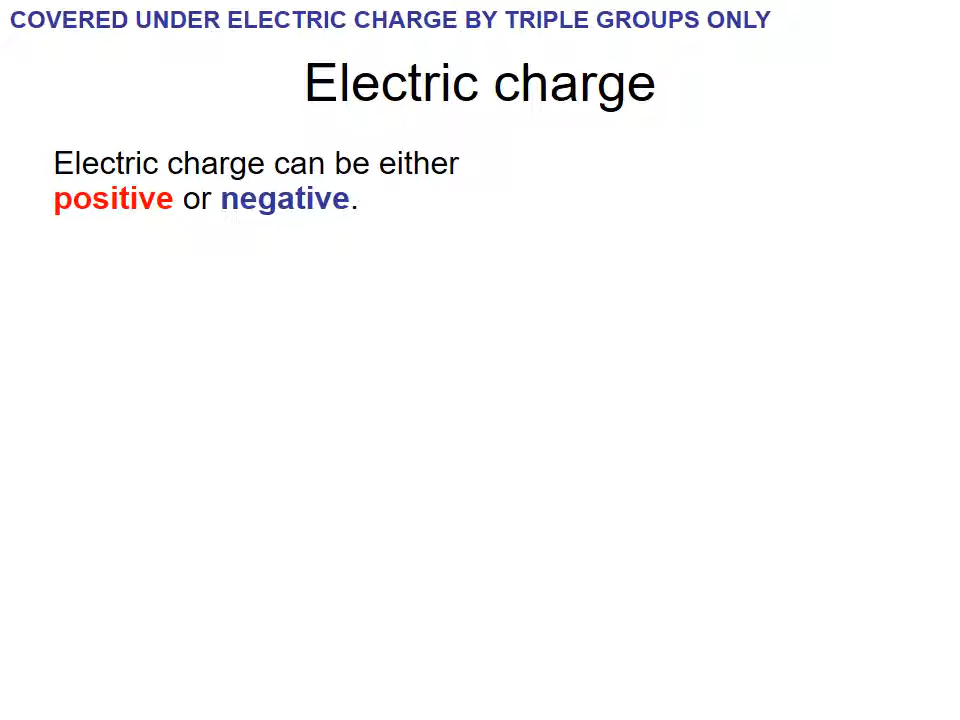 COVERED UNDER ELECTRIC CHARGE BY TRIPLE GROUPS ONLY
Electric charge
Electric charge can be either
positive or negative.